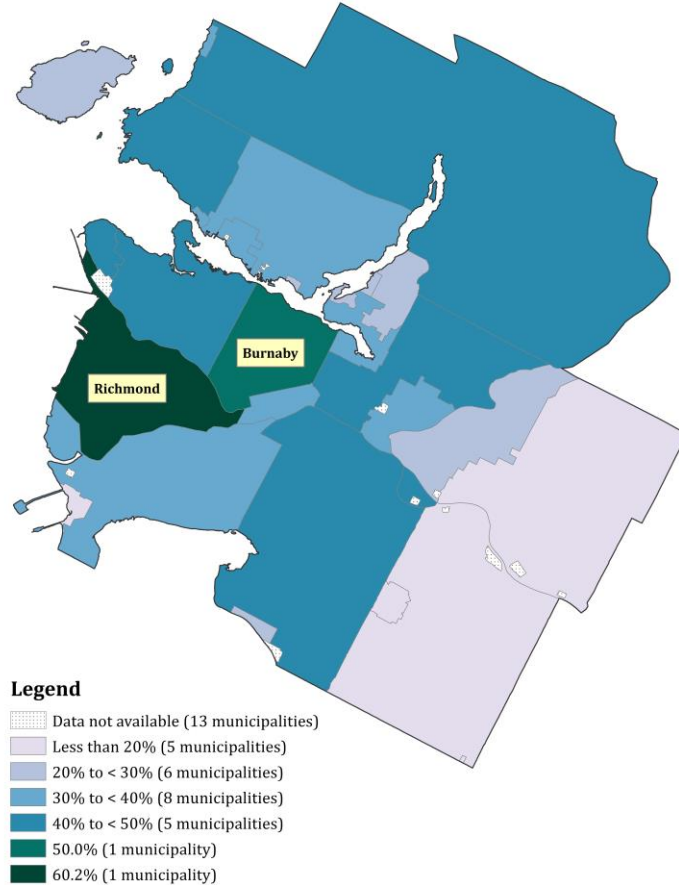 Burnaby
Richmond
Legend
Data not available (13 municipalities)
Less than 20% (5 municipalities)
20% to < 30% (6 municipalities)
30% to < 40% (8 municipalities)
40% to < 50% (5 municipalities)
50.0% (1 municipality)
60.2% (1 municipality)